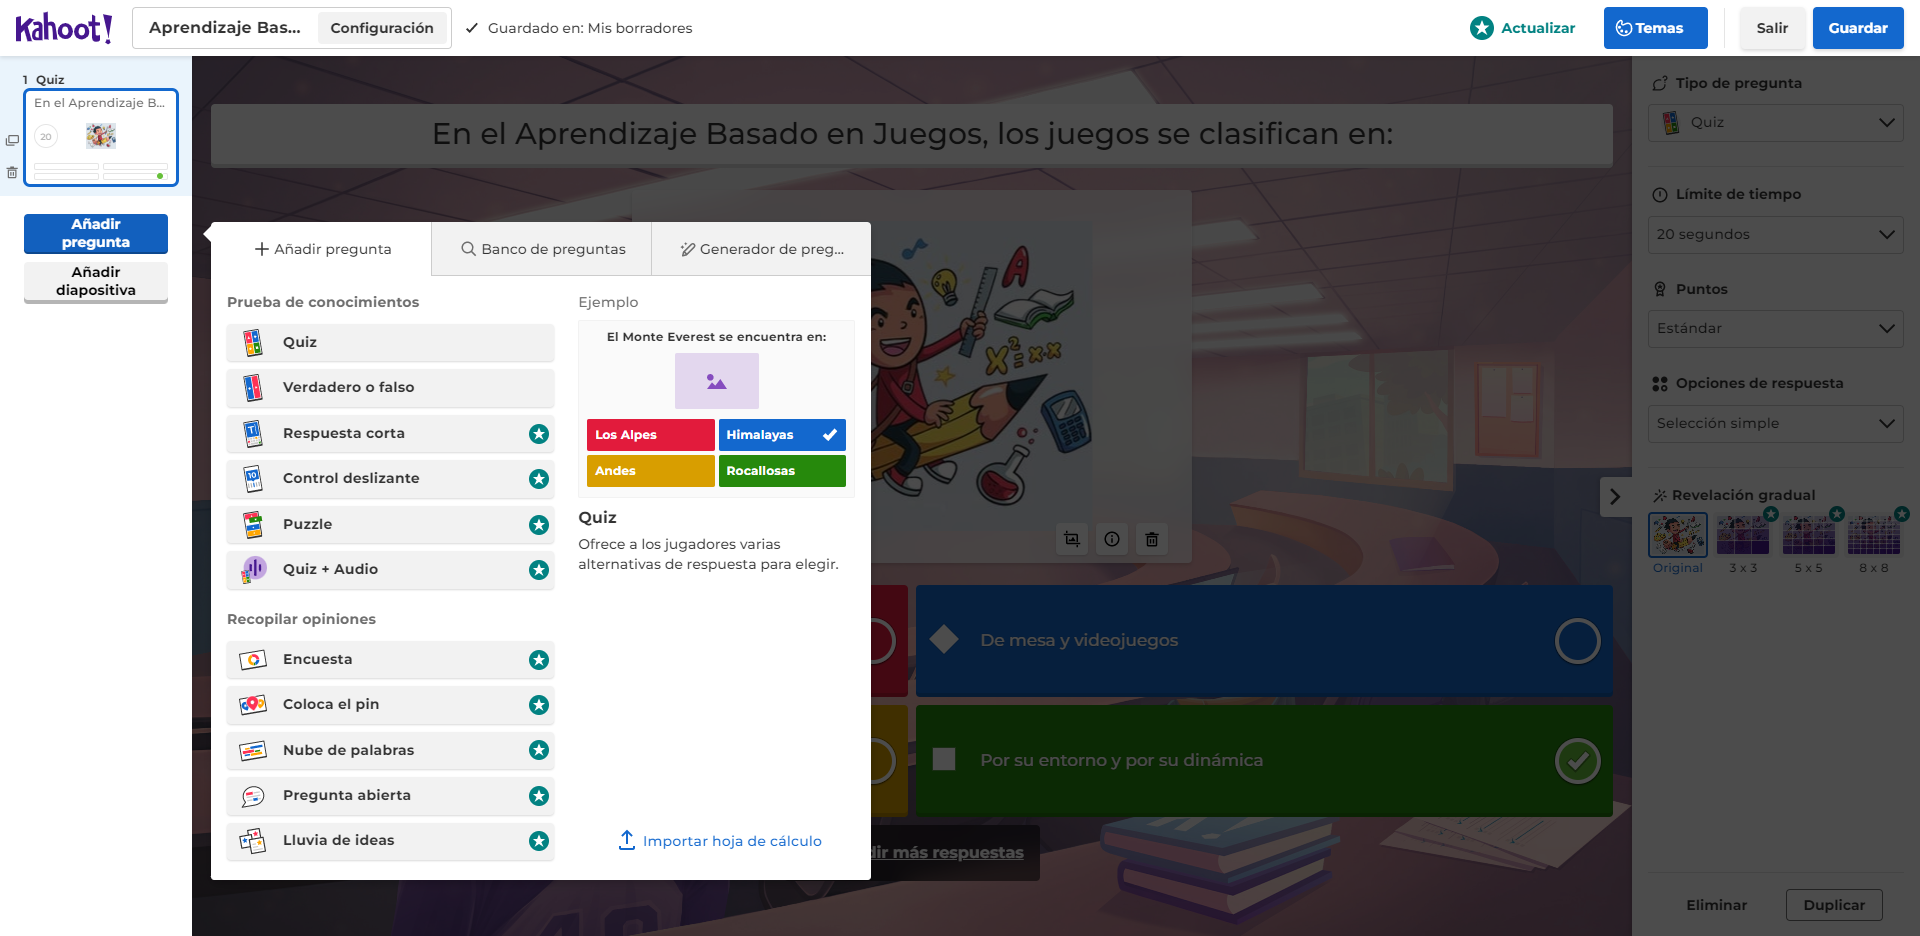 Kahoot!
Aprendizaje Bas...
Configuración
Guardado en: Mis borradores
Actualizar
Temas
Salir
Guardar
1 Quiz
En el Aprendizaje B...
20
Añadir
pregunta
Añadir
diapositiva
En el Aprendizaje Basado en Juegos, los juegos se clasifican en:
Añadir pregunta
Banco de preguntas
Generador de preg...
Prueba de conocimientos
Quiz
Verdadero o falso
Respuesta corta
Control deslizante
Puzzle
Quiz + Audio
Recopilar opiniones
Encuesta
Coloca el pin
Nube de palabras
Pregunta abierta
Lluvia de ideas
Ejemplo
El Monte Everest se encuentra en:
Los Alpes
Himalayas
Andes
Rocallosas
Quiz
Ofrece a los jugadores varias
alternativas de respuesta para elegir.
Importar hoja de cálculo
De mesa y videojuegos
Por su entorno y por su dinámica
dir más respuestas
Tipo de pregunta
Quiz
Límite de tiempo
20 segundos
Puntos
Estándar
Opciones de respuesta
Selección simple
Revelación gradual
Original
3 x 3
5 x 5
8 x 8
Eliminar
Duplicar